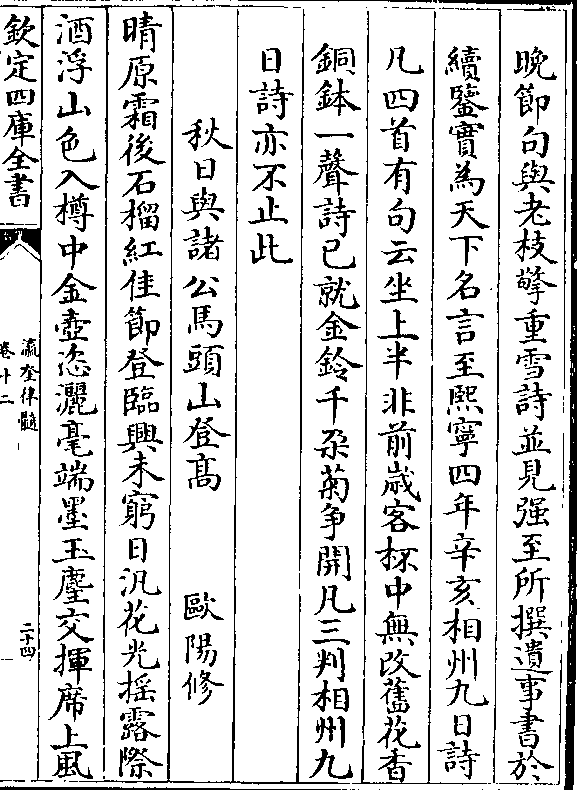 晚節句與老枝擎重雪詩並見强至所撰遺事書於
續鑒實為天下名言至熙寧四年辛亥相州九日詩
凡四首有句云坐上半非前嵗客杯中無改舊花香
銅鉢一聲詩已就金鈴千朶菊爭開凡三判相州九
日詩亦不止此
秋日與諸公馬頭山登髙 歐陽修
晴原霜後石榴紅佳節登臨興未窮日汎花光摇露際
酒浮山色入樽中金壺恣灑毫端墨玉麈交揮席上風
欽定四庫全書
瀛奎律髓
卷十二
二十四